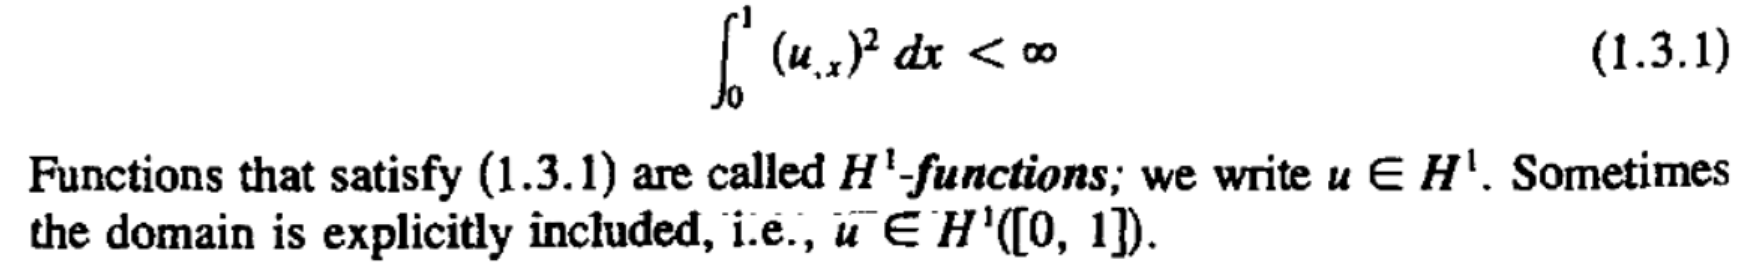 ∫₀¹ (u,ₓ)² dx < ∞ (1.3.1)
Functions that satisfy (1.3.1) are called H¹-functions; we write u ∈ H¹. Sometimes
the domain is explicitly included, i.e., u ∈ H¹([0, 1]).